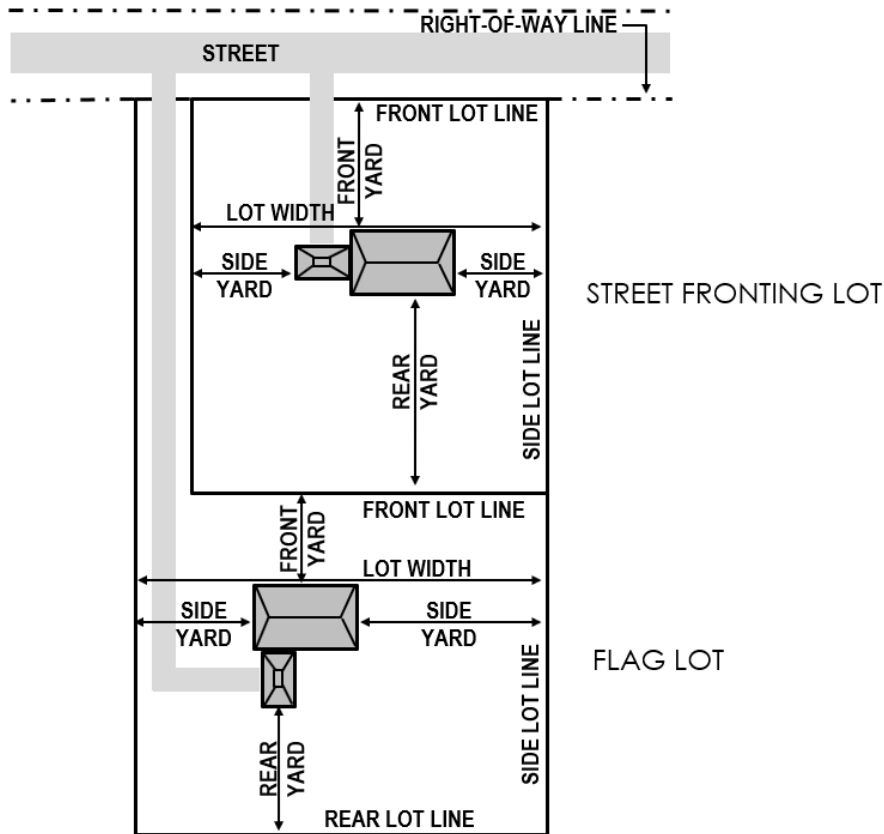 RIGHT-OF-WAY LINE
STREET
FRONT LOT LINE
FRONT
YARD
LOT WIDTH
SIDE
YARD
SIDE
YARD
STREET FRONTING LOT
REAR
YARD
SIDE LOT LINE
FRONT LOT LINE
FRONT
YARD
LOT WIDTH
SIDE
YARD
SIDE
YARD
FLAG LOT
SIDE LOT LINE
REAR
YARD
REAR LOT LINE